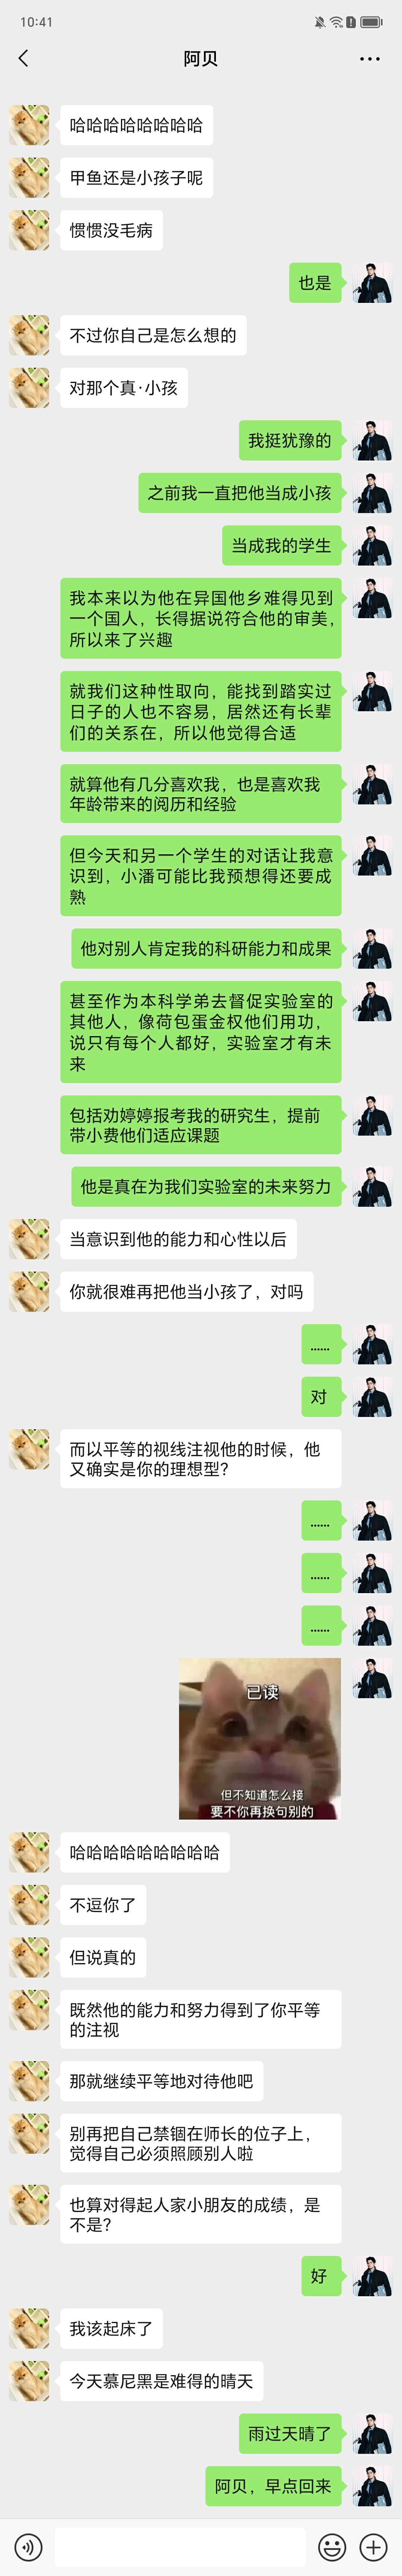 10:41
阿贝
哈哈哈哈哈哈哈哈
甲鱼还是小孩子呢
惯惯没毛病
也是
不过你自己是怎么想的
对那个真·小孩
我挺犹豫的
之前我一直把他当成小孩
当成我的学生
我本来以为他在异国他乡难得见到
一个国人，长得据说符合他的审美，
所以来了兴趣
就我们这种性取向，能找到踏实过
日子的人也不容易，居然还有长辈
们的关系在，所以他觉得合适
就算他有几分喜欢我，也是喜欢我
年龄带来的阅历和经验
但今天和另一个学生的对话让我意
识到，小潘可能比我预想得还要成
熟
他对别人肯定我的科研能力和成果
甚至作为本科学弟去督促实验室的
其他人，像荷包蛋金权他们用功，
说只有每个人都好，实验室才有未
来
包括劝婷婷报考我的研究生，提前
带小费他们适应课题
他是真在为我们实验室的未来努力
当意识到他的能力和心性以后
你就很难再把他当小孩了，对吗
……
对
而以平等的视线注视他的时候，他
又确实是你的理想型？
……
……
……
已读
但不知道怎么接
要不你再换句别的
哈哈哈哈哈哈哈哈哈
不逗你了
但说真的
既然他的能力和努力得到了你平等
的注视
那就继续平等地对待他吧
别再把自己禁锢在师长的位子上，
觉得自己必须照顾别人啦
也算对得起人家小朋友的成绩，是
不是？
好
我该起床了
今天慕尼黑是难得的晴天
雨过天晴了
阿贝，早点回来